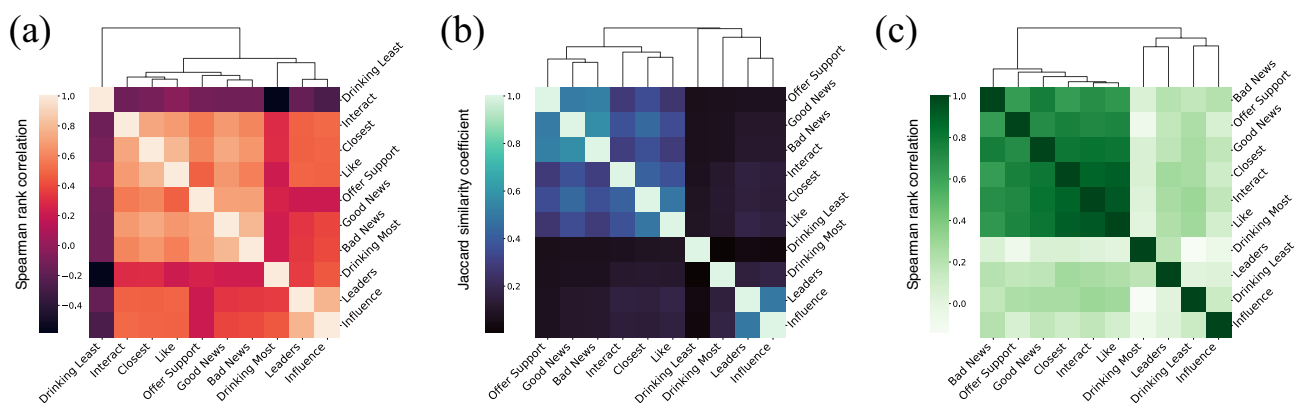 (a)
Spearman rank correlation
1.0
0.8
0.6
0.4
0.2
0.0
−0.2
−0.4
Drinking Least
Interact
Closest
Like
Offer Support
Good News
Bad News
Drinking Most
Leaders
Influence
Drinking Least
Interact
Closest
Like
Offer Support
Good News
Bad News
Drinking Most
Leaders
Influence
(b)
Jaccard similarity coefficient
1.0
0.8
0.6
0.4
0.2
Offer Support
Good News
Bad News
Interact
Closest
Like
Drinking Least
Drinking Most
Leaders
Influence
Offer Support
Good News
Bad News
Interact
Closest
Like
Drinking Least
Drinking Most
Leaders
Influence
(c)
Spearman rank correlation
1.0
0.8
0.6
0.4
0.2
0.0
Bad News
Offer Support
Good News
Closest
Interact
Like
Drinking Most
Leaders
Drinking Least
Influence
Bad News
Offer Support
Good News
Closest
Interact
Like
Drinking Most
Leaders
Drinking Least
Influence